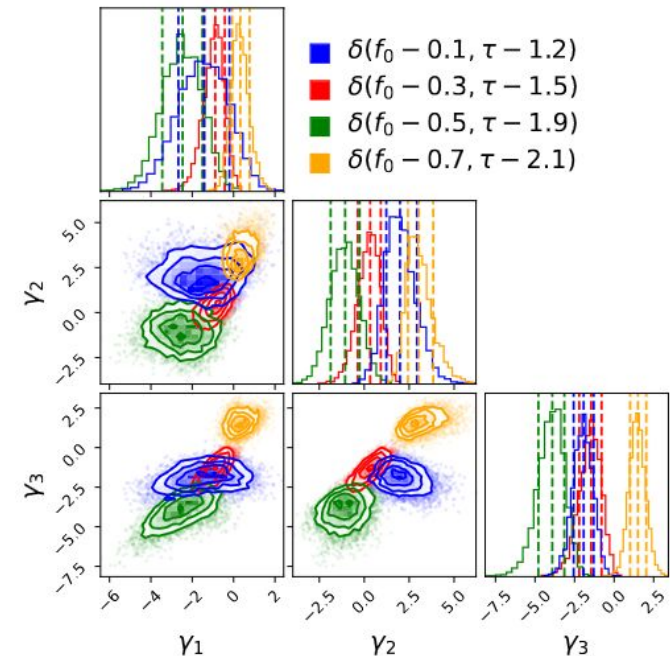 δ(f₀ − 0.1, τ − 1.2)
δ(f₀ − 0.3, τ − 1.5)
δ(f₀ − 0.5, τ − 1.9)
δ(f₀ − 0.7, τ − 2.1)
5.0
2.5
0.0
−2.5
γ₂
2.5
0.0
−2.5
−5.0
−7.5
γ₃
−6 −4 −2 0 2
−2.5 0.0 2.5 5.0
−7.5 −5.0 −2.5 0.0 2.5
γ₁ γ₂ γ₃